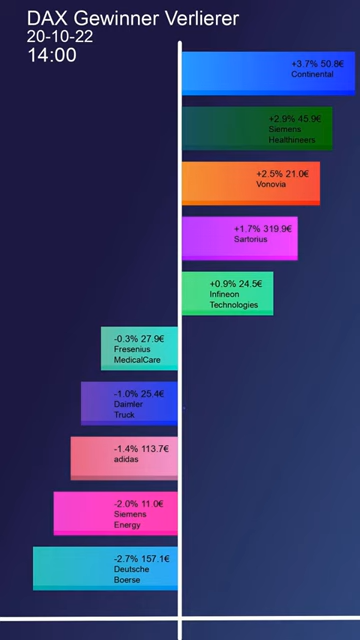 DAX Gewinner Verlierer
20-10-22
14:00
+3.7% 50.8€
Continental
+2.9% 45.9€
Siemens
Healthineers
+2.5% 21.0€
Vonovia
+1.7% 319.9€
Sartorius
+0.9% 24.5€
Infineon
Technologies
-0.3% 27.9€
Fresenius
MedicalCare
-1.0% 25.4€
Daimler
Truck
-1.4% 113.7€
adidas
-2.0% 11.0€
Siemens
Energy
-2.7% 157.1€
Deutsche
Boerse